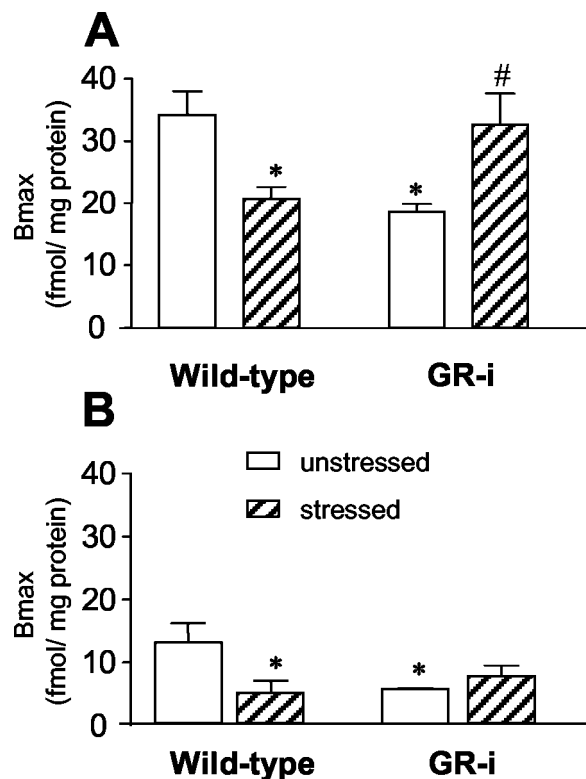 A
Bmax
(fmol/ mg protein)
40
30
20
10
0
*
*
#
Wild-type
GR-i
B
Bmax
(fmol/ mg protein)
40
30
20
10
0
unstressed
stressed
*
*
Wild-type
GR-i